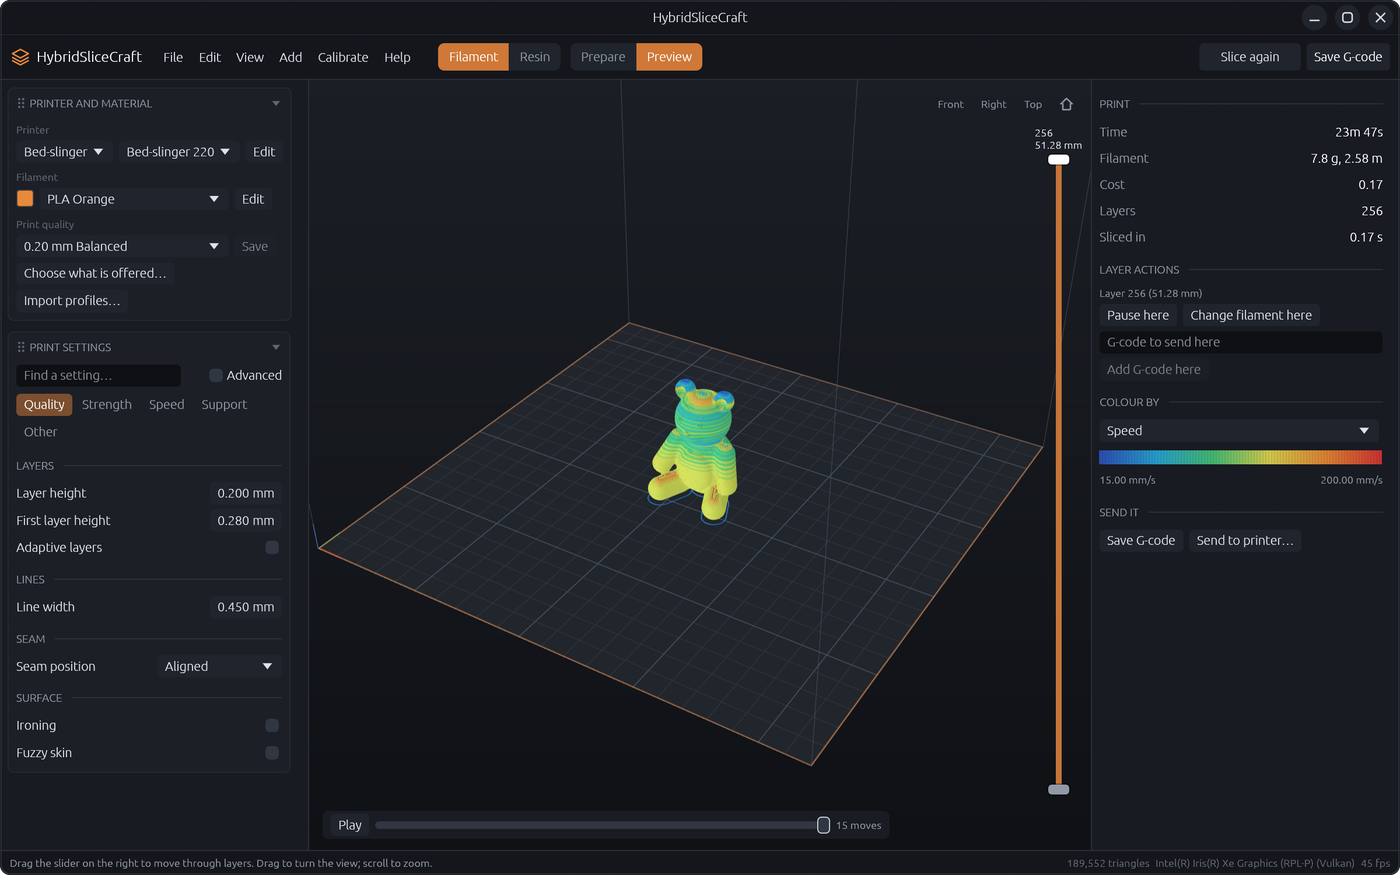 HybridSliceCraft
HybridSliceCraft File Edit View Add Calibrate Help Filament Resin Prepare Preview Slice again Save G-code
PRINTER AND MATERIAL
Printer
Bed-slinger Bed-slinger 220 Edit
Filament
PLA Orange Edit
Print quality
0.20 mm Balanced Save
Choose what is offered…
Import profiles…
PRINT SETTINGS
Find a setting… Advanced
Quality Strength Speed Support
Other
LAYERS
Layer height 0.200 mm
First layer height 0.280 mm
Adaptive layers
LINES
Line width 0.450 mm
SEAM
Seam position Aligned
SURFACE
Ironing
Fuzzy skin
Front Right Top
256
51.28 mm
Play 15 moves
PRINT
Time 23m 47s
Filament 7.8 g, 2.58 m
Cost 0.17
Layers 256
Sliced in 0.17 s
LAYER ACTIONS
Layer 256 (51.28 mm)
Pause here Change filament here
G-code to send here
Add G-code here
COLOUR BY
Speed
15.00 mm/s 200.00 mm/s
SEND IT
Save G-code Send to printer…
Drag the slider on the right to move through layers. Drag to turn the view; scroll to zoom. 189,552 triangles Intel(R) Iris(R) Xe Graphics (RPL-P) (Vulkan) 45 fps